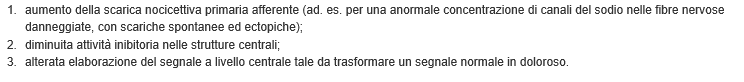 1. aumento della scarica nocicettiva primaria afferente (ad. es. per una anormale concentrazione di canali del sodio nelle fibre nervose
danneggiate, con scariche spontanee ed ectopiche);
2. diminuita attività inibitoria nelle strutture centrali;
3. alterata elaborazione del segnale a livello centrale tale da trasformare un segnale normale in doloroso.